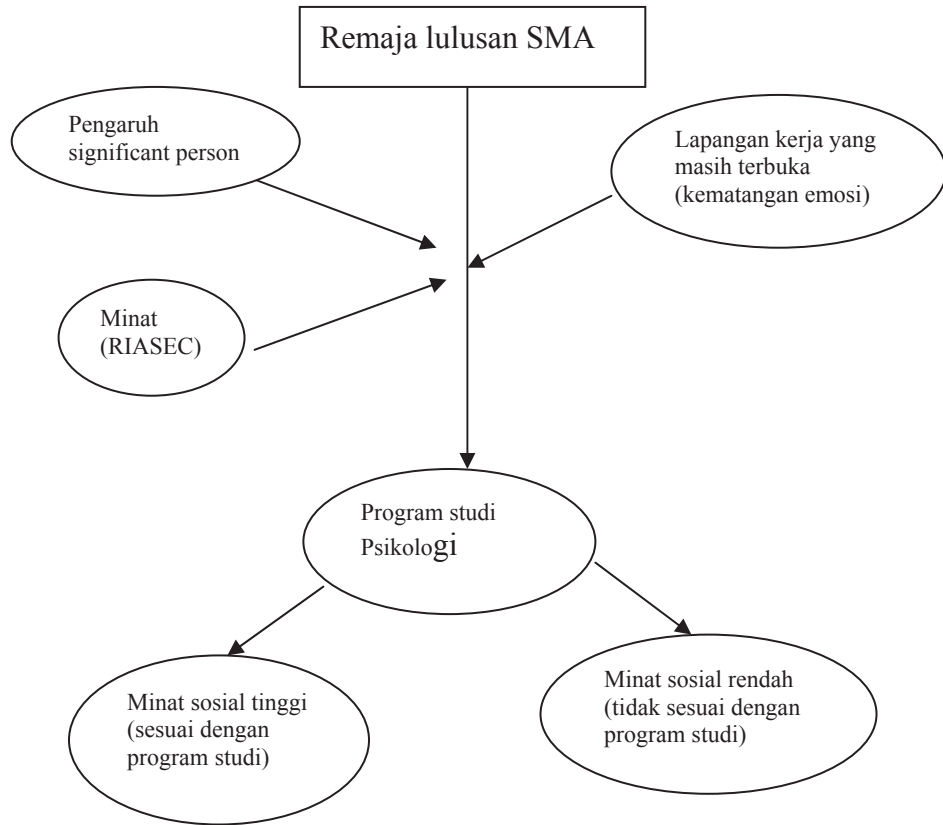 Remaja lulusan SMA
Pengaruh
significant person
Lapangan kerja yang
masih terbuka
(kematangan emosi)
Minat
(RIASEC)
Program studi
Psikologi
Minat sosial tinggi
(sesuai dengan
program studi)
Minat sosial rendah
(tidak sesuai dengan
program studi)